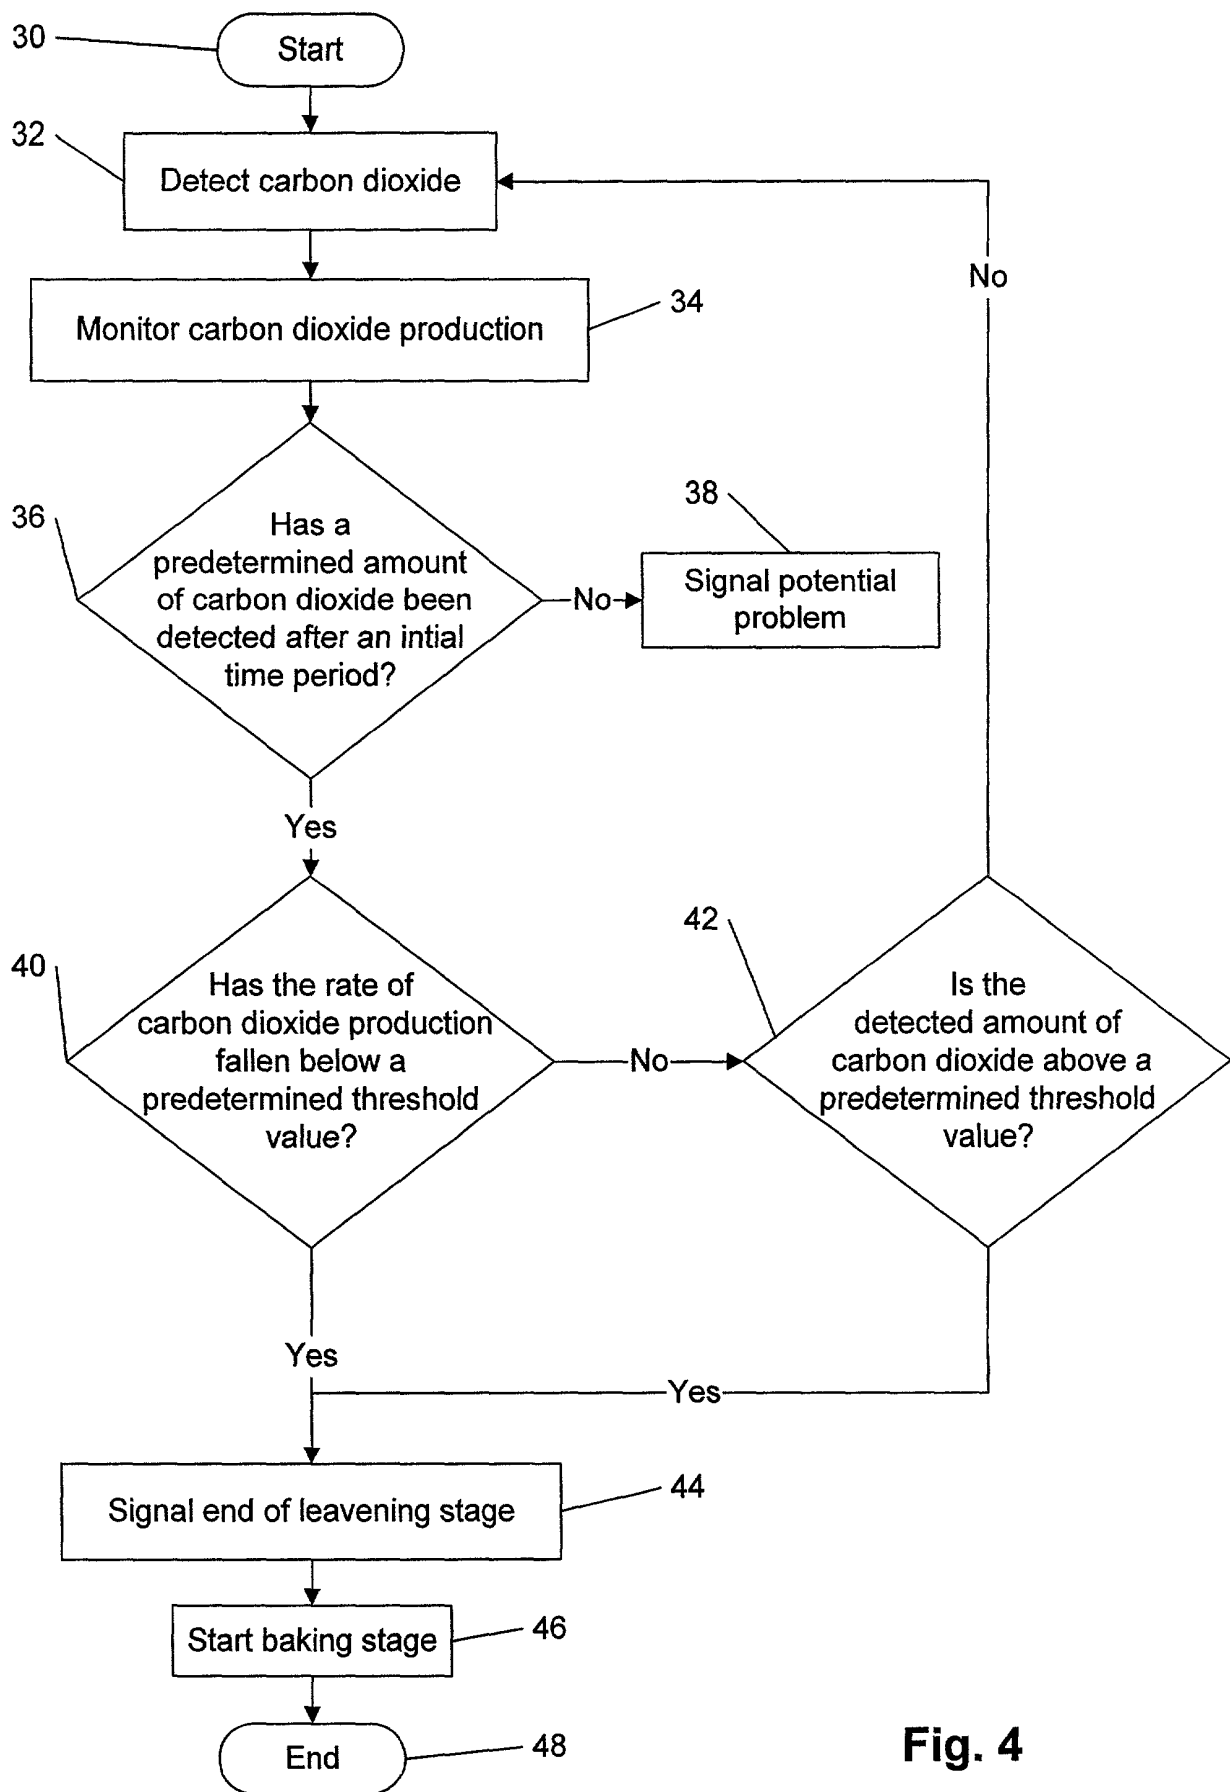 30
Start
32
Detect carbon dioxide
No
Monitor carbon dioxide production
34
36
Has a
predetermined amount
of carbon dioxide been
detected after an intial
time period?
No
38
Signal potential
problem
Yes
40
Has the rate of
carbon dioxide production
fallen below a
predetermined threshold
value?
No
42
Is the
detected amount of
carbon dioxide above a
predetermined threshold
value?
Yes
Yes
Signal end of leavening stage
44
Start baking stage
46
End
48
Fig. 4